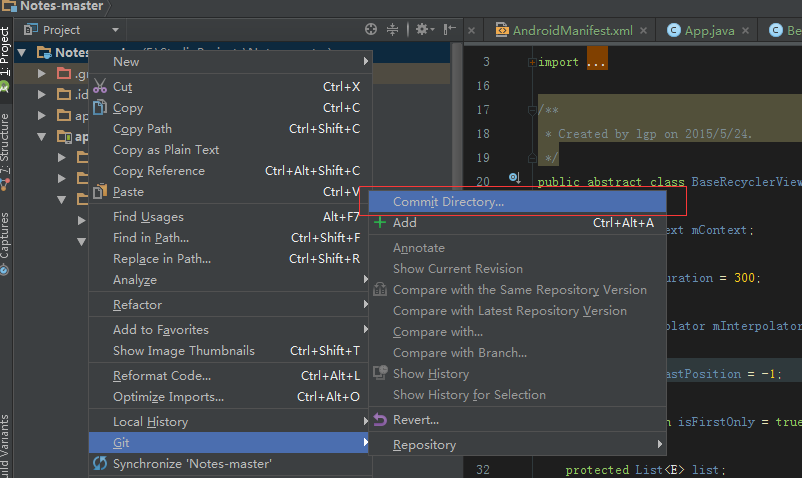 Notes-master
Project
AndroidManifest.xml
App.java
Be
1: Project
7: Structure
Captures
uild Variants
Notes
.g
.id
ap
ap
New
Cut Ctrl+X
Copy Ctrl+C
Copy Path Ctrl+Shift+C
Copy as Plain Text
Copy Reference Ctrl+Alt+Shift+C
Paste Ctrl+V
Find Usages Alt+F7
Find in Path... Ctrl+Shift+F
Replace in Path... Ctrl+Shift+R
Analyze
Refactor
Add to Favorites
Show Image Thumbnails Ctrl+Shift+T
Reformat Code... Ctrl+Alt+L
Optimize Imports... Ctrl+Alt+O
Local History
Git
Synchronize 'Notes-master'
Commit Directory...
Add Ctrl+Alt+A
Annotate
Show Current Revision
Compare with the Same Repository Version
Compare with Latest Repository Version
Compare with...
Compare with Branch...
Show History
Show History for Selection
Revert...
Repository
3 import ...
16
17 /**
18 * Created by lgp on 2015/5/24.
19 */
20 public abstract class BaseRecyclerView
ext mContext;
uration = 300;
olator mInterpolator
astPosition = -1;
n isFirstOnly = true
32 protected List<E> list;